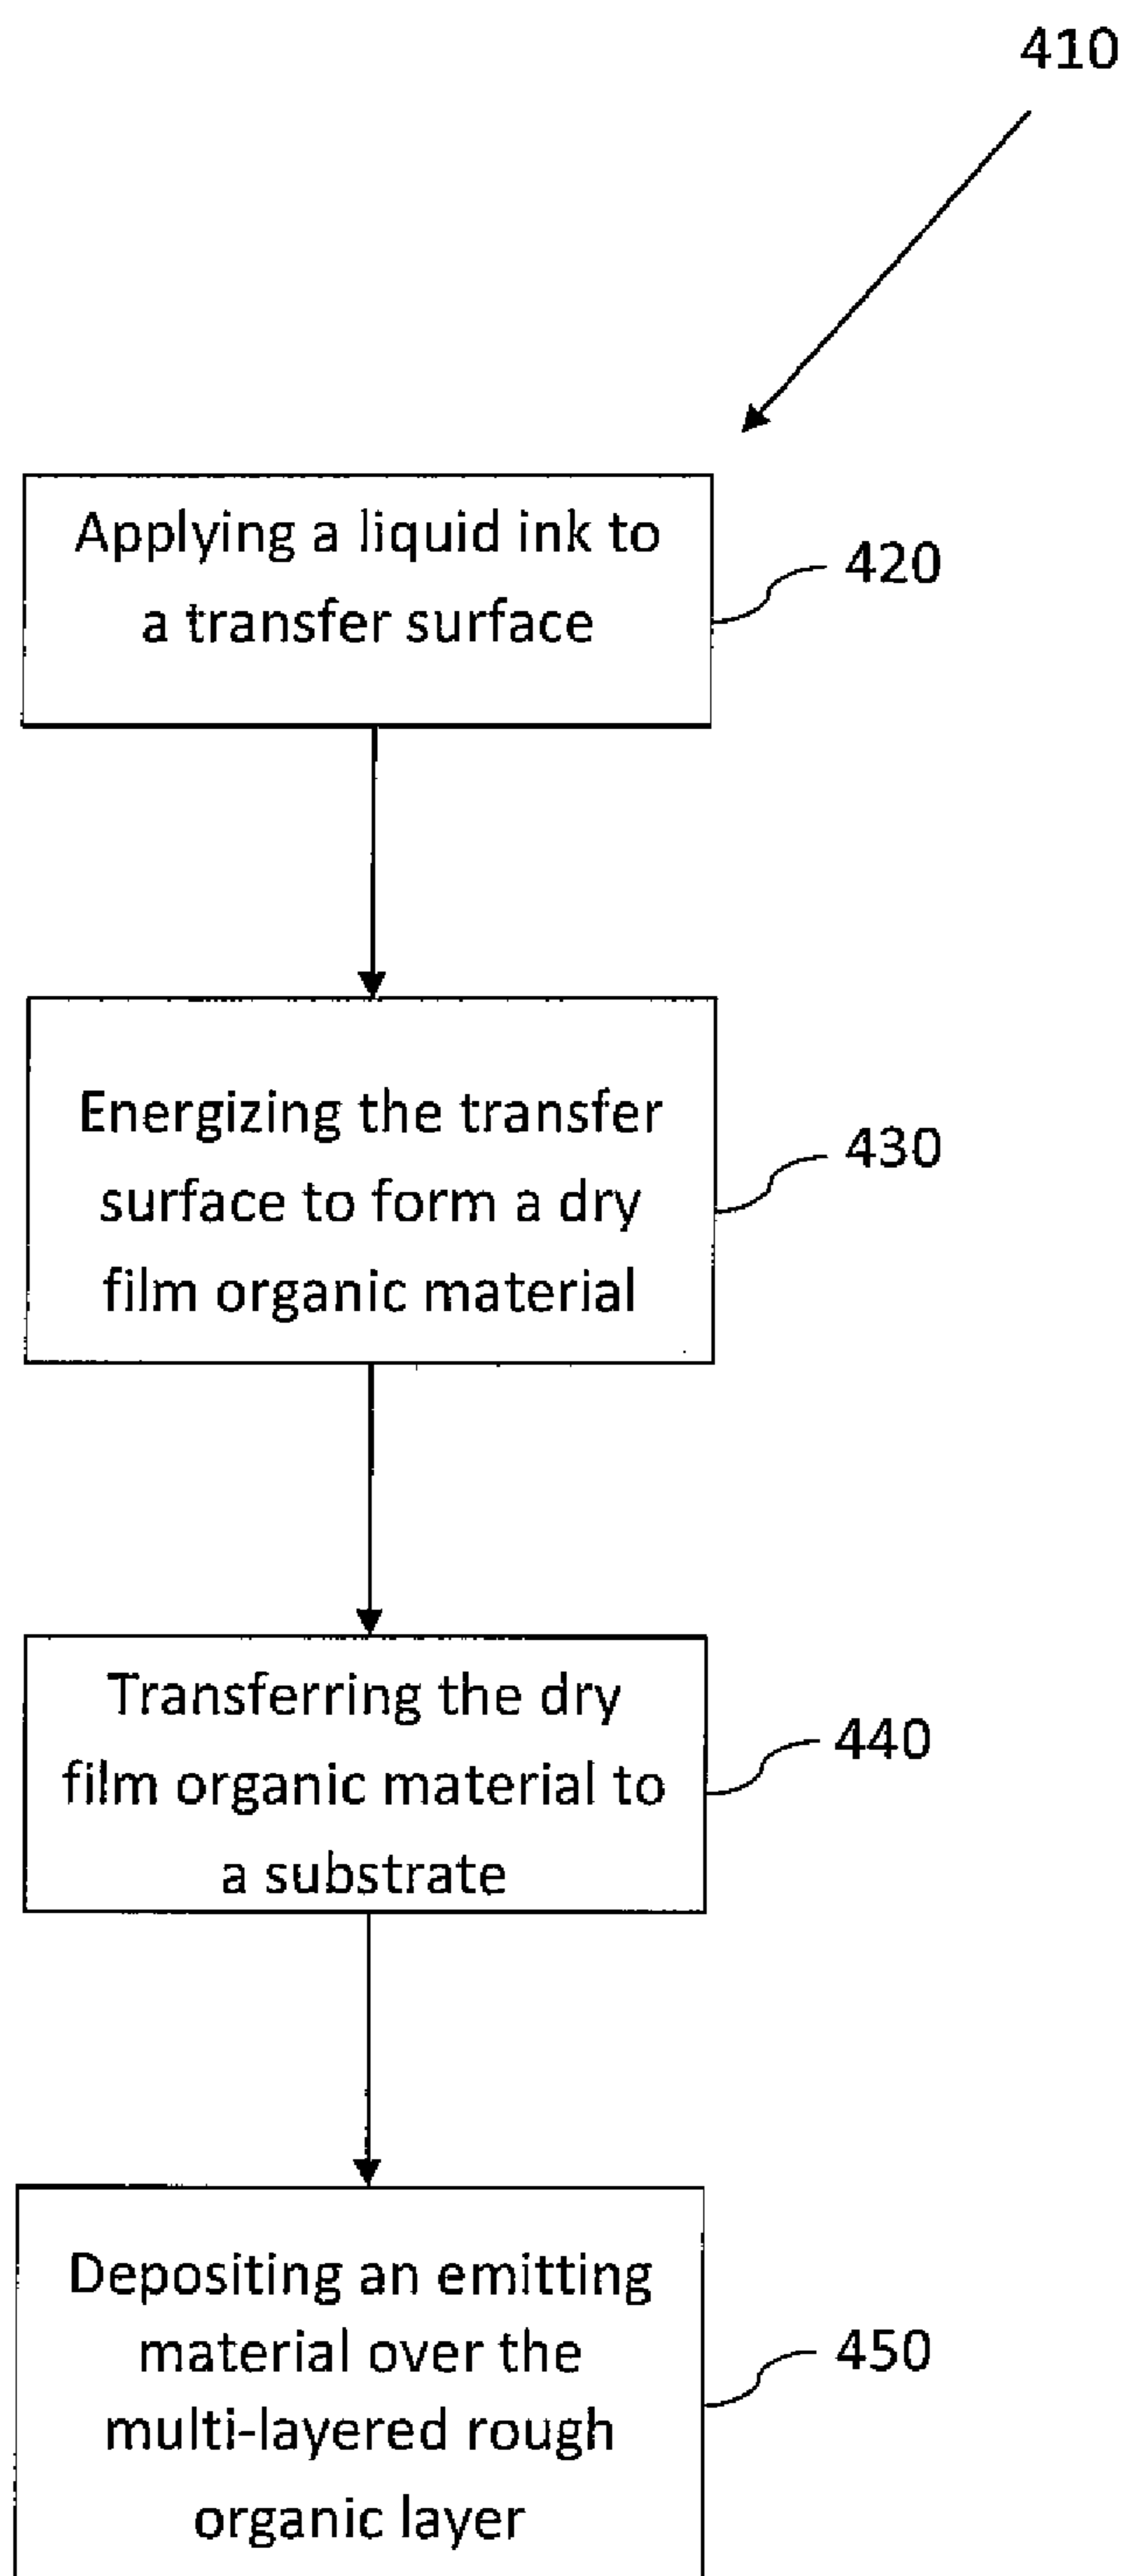 410
Applying a liquid ink to
a transfer surface
420
Energizing the transfer
surface to form a dry
film organic material
430
Transferring the dry
film organic material to
a substrate
440
Depositing an emitting
material over the
multi-layered rough
organic layer
450